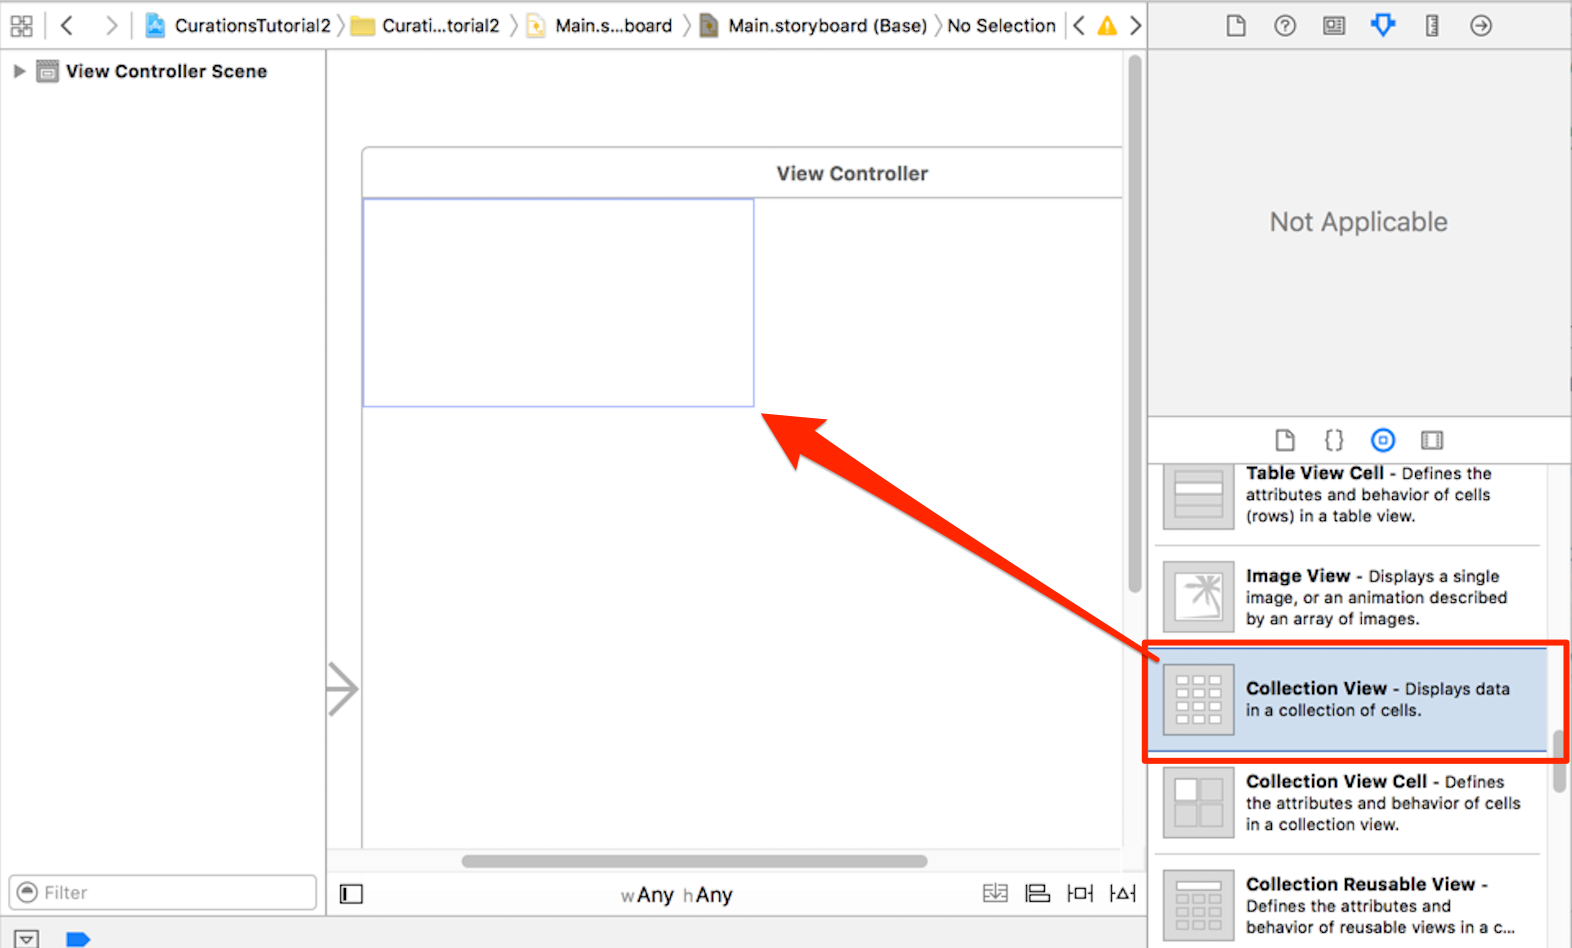 CurationsTutorial2 Curati...torial2 Main.s...board Main.storyboard (Base) No Selection
View Controller Scene
View Controller
Not Applicable
Table View Cell - Defines the
attributes and behavior of cells
(rows) in a table view.
Image View - Displays a single
image, or an animation described
by an array of images.
Collection View - Displays data
in a collection of cells.
Collection View Cell - Defines
the attributes and behavior of cells
in a collection view.
Collection Reusable View -
Defines the attributes and
behavior of reusable views in a c...
Filter
wAny hAny